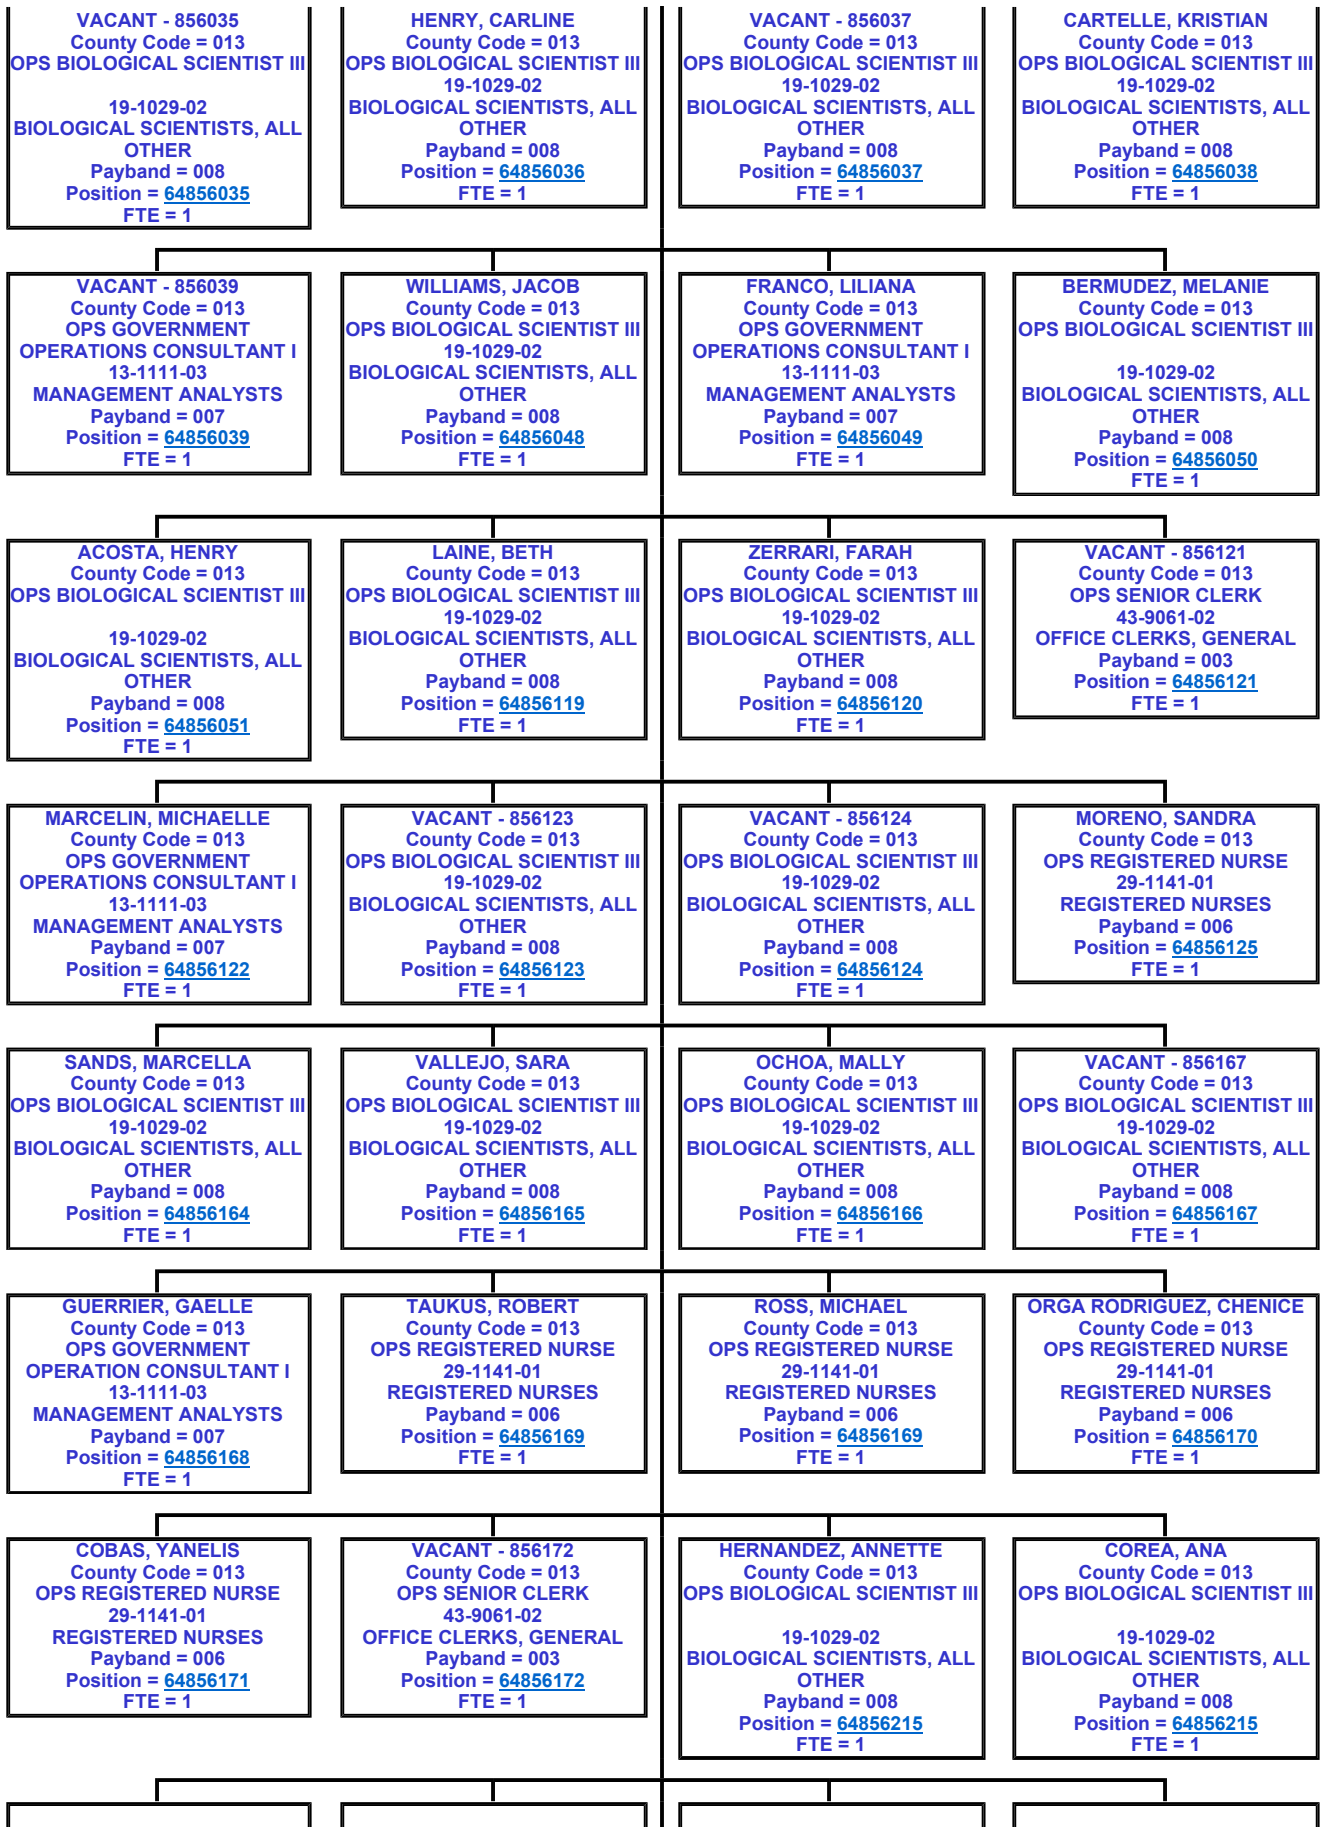 VACANT - 856035
County Code = 013
OPS BIOLOGICAL SCIENTIST III
19-1029-02
BIOLOGICAL SCIENTISTS, ALL
OTHER
Payband = 008
Position = 64856035
FTE = 1
HENRY, CARLINE
County Code = 013
OPS BIOLOGICAL SCIENTIST III
19-1029-02
BIOLOGICAL SCIENTISTS, ALL
OTHER
Payband = 008
Position = 64856036
FTE = 1
VACANT - 856037
County Code = 013
OPS BIOLOGICAL SCIENTIST III
19-1029-02
BIOLOGICAL SCIENTISTS, ALL
OTHER
Payband = 008
Position = 64856037
FTE = 1
CARTELLE, KRISTIAN
County Code = 013
OPS BIOLOGICAL SCIENTIST III
19-1029-02
BIOLOGICAL SCIENTISTS, ALL
OTHER
Payband = 008
Position = 64856038
FTE = 1
VACANT - 856039
County Code = 013
OPS GOVERNMENT
OPERATIONS CONSULTANT I
13-1111-03
MANAGEMENT ANALYSTS
Payband = 007
Position = 64856039
FTE = 1
WILLIAMS, JACOB
County Code = 013
OPS BIOLOGICAL SCIENTIST III
19-1029-02
BIOLOGICAL SCIENTISTS, ALL
OTHER
Payband = 008
Position = 64856048
FTE = 1
FRANCO, LILIANA
County Code = 013
OPS GOVERNMENT
OPERATIONS CONSULTANT I
13-1111-03
MANAGEMENT ANALYSTS
Payband = 007
Position = 64856049
FTE = 1
BERMUDEZ, MELANIE
County Code = 013
OPS BIOLOGICAL SCIENTIST III
19-1029-02
BIOLOGICAL SCIENTISTS, ALL
OTHER
Payband = 008
Position = 64856050
FTE = 1
ACOSTA, HENRY
County Code = 013
OPS BIOLOGICAL SCIENTIST III
19-1029-02
BIOLOGICAL SCIENTISTS, ALL
OTHER
Payband = 008
Position = 64856051
FTE = 1
LAINE, BETH
County Code = 013
OPS BIOLOGICAL SCIENTIST III
19-1029-02
BIOLOGICAL SCIENTISTS, ALL
OTHER
Payband = 008
Position = 64856119
FTE = 1
ZERRARI, FARAH
County Code = 013
OPS BIOLOGICAL SCIENTIST III
19-1029-02
BIOLOGICAL SCIENTISTS, ALL
OTHER
Payband = 008
Position = 64856120
FTE = 1
VACANT - 856121
County Code = 013
OPS SENIOR CLERK
43-9061-02
OFFICE CLERKS, GENERAL
Payband = 003
Position = 64856121
FTE = 1
MARCELIN, MICHAELLE
County Code = 013
OPS GOVERNMENT
OPERATIONS CONSULTANT I
13-1111-03
MANAGEMENT ANALYSTS
Payband = 007
Position = 64856122
FTE = 1
VACANT - 856123
County Code = 013
OPS BIOLOGICAL SCIENTIST III
19-1029-02
BIOLOGICAL SCIENTISTS, ALL
OTHER
Payband = 008
Position = 64856123
FTE = 1
VACANT - 856124
County Code = 013
OPS BIOLOGICAL SCIENTIST III
19-1029-02
BIOLOGICAL SCIENTISTS, ALL
OTHER
Payband = 008
Position = 64856124
FTE = 1
MORENO, SANDRA
County Code = 013
OPS REGISTERED NURSE
29-1141-01
REGISTERED NURSES
Payband = 006
Position = 64856125
FTE = 1
SANDS, MARCELLA
County Code = 013
OPS BIOLOGICAL SCIENTIST III
19-1029-02
BIOLOGICAL SCIENTISTS, ALL
OTHER
Payband = 008
Position = 64856164
FTE = 1
VALLEJO, SARA
County Code = 013
OPS BIOLOGICAL SCIENTIST III
19-1029-02
BIOLOGICAL SCIENTISTS, ALL
OTHER
Payband = 008
Position = 64856165
FTE = 1
OCHOA, MALLY
County Code = 013
OPS BIOLOGICAL SCIENTIST III
19-1029-02
BIOLOGICAL SCIENTISTS, ALL
OTHER
Payband = 008
Position = 64856166
FTE = 1
VACANT - 856167
County Code = 013
OPS BIOLOGICAL SCIENTIST III
19-1029-02
BIOLOGICAL SCIENTISTS, ALL
OTHER
Payband = 008
Position = 64856167
FTE = 1
GUERRIER, GAELLE
County Code = 013
OPS GOVERNMENT
OPERATION CONSULTANT I
13-1111-03
MANAGEMENT ANALYSTS
Payband = 007
Position = 64856168
FTE = 1
TAUKUS, ROBERT
County Code = 013
OPS REGISTERED NURSE
29-1141-01
REGISTERED NURSES
Payband = 006
Position = 64856169
FTE = 1
ROSS, MICHAEL
County Code = 013
OPS REGISTERED NURSE
29-1141-01
REGISTERED NURSES
Payband = 006
Position = 64856169
FTE = 1
ORGA RODRIGUEZ, CHENICE
County Code = 013
OPS REGISTERED NURSE
29-1141-01
REGISTERED NURSES
Payband = 006
Position = 64856170
FTE = 1
COBAS, YANELIS
County Code = 013
OPS REGISTERED NURSE
29-1141-01
REGISTERED NURSES
Payband = 006
Position = 64856171
FTE = 1
VACANT - 856172
County Code = 013
OPS SENIOR CLERK
43-9061-02
OFFICE CLERKS, GENERAL
Payband = 003
Position = 64856172
FTE = 1
HERNANDEZ, ANNETTE
County Code = 013
OPS BIOLOGICAL SCIENTIST III
19-1029-02
BIOLOGICAL SCIENTISTS, ALL
OTHER
Payband = 008
Position = 64856215
FTE = 1
COREA, ANA
County Code = 013
OPS BIOLOGICAL SCIENTIST III
19-1029-02
BIOLOGICAL SCIENTISTS, ALL
OTHER
Payband = 008
Position = 64856215
FTE = 1